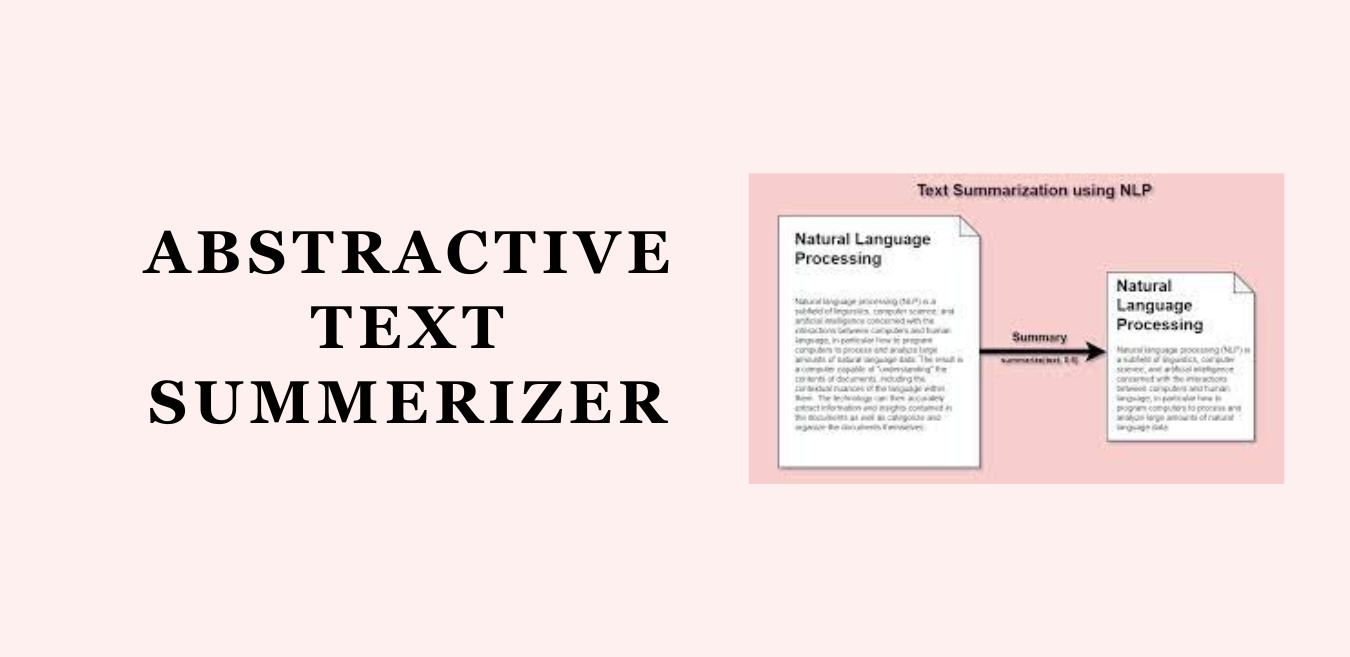 ABSTRACTIVE
TEXT
SUMMERIZER
Text Summarization using NLP
Natural Language
Processing
Natural language processing (NLP) is a
subfield of linguistics, computer science, and
artificial intelligence concerned with the
interactions between computers and human
language, in particular how to program
computers to process and analyze large
amounts of natural language data. The result is
a computer capable of "understanding" the
contents of documents, including the
contextual nuances of the language within
them. The technology can then accurately
extract information and insights contained in
the documents as well as categorize and
organize the documents themselves.
Summary
summarize(text, 0.6)
Natural
Language
Processing
Natural language processing (NLP) is
a subfield of linguistics, computer
science, and artificial intelligence
concerned with the interactions
between computers and human
language, in particular how to
program computers to process and
analyze large amounts of natural
language data.